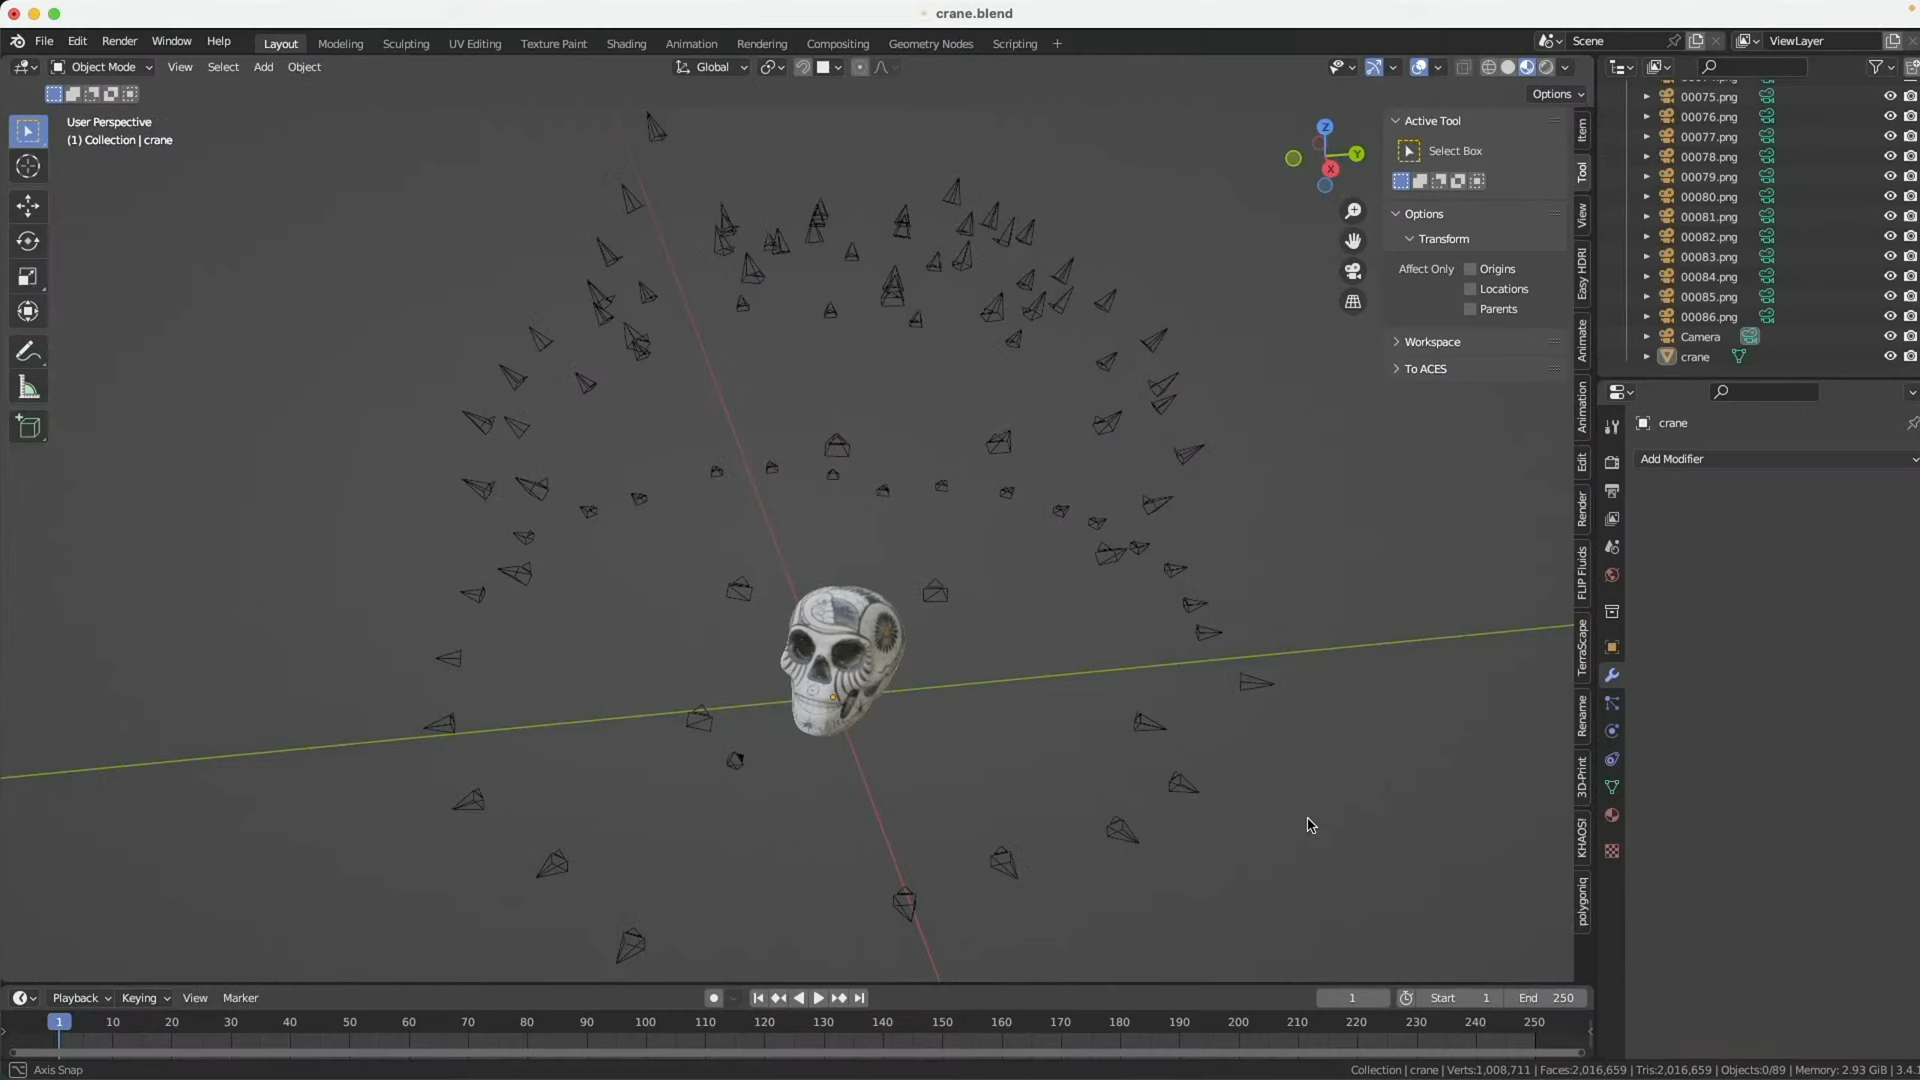 crane.blend
File Edit Render Window Help
Layout Modeling Sculpting UV Editing Texture Paint Shading Animation Rendering Compositing Geometry Nodes Scripting +
Scene
ViewLayer
Object Mode View Select Add Object
Global
Options
User Perspective
(1) Collection | crane
Z
Y
X
Active Tool
Select Box
Options
Transform
Affect Only Origins
Locations
Parents
Workspace
To ACES
Item
Tool
View
Easy HDRI
Animate
Animation
Edit
Render
FLIP Fluids
TerraScape
Rename
3D-Print
KHAOS!
polygoniq
00075.png
00076.png
00077.png
00078.png
00079.png
00080.png
00081.png
00082.png
00083.png
00084.png
00085.png
00086.png
Camera
crane
crane
Add Modifier
Playback Keying View Marker
1
Start 1
End 250
1 10 20 30 40 50 60 70 80 90 100 110 120 130 140 150 160 170 180 190 200 210 220 230 240 250
Axis Snap
Collection | crane | Verts:1,008,711 | Faces:2,016,659 | Tris:2,016,659 | Objects:0/89 | Memory: 2.93 GiB | 3.4.